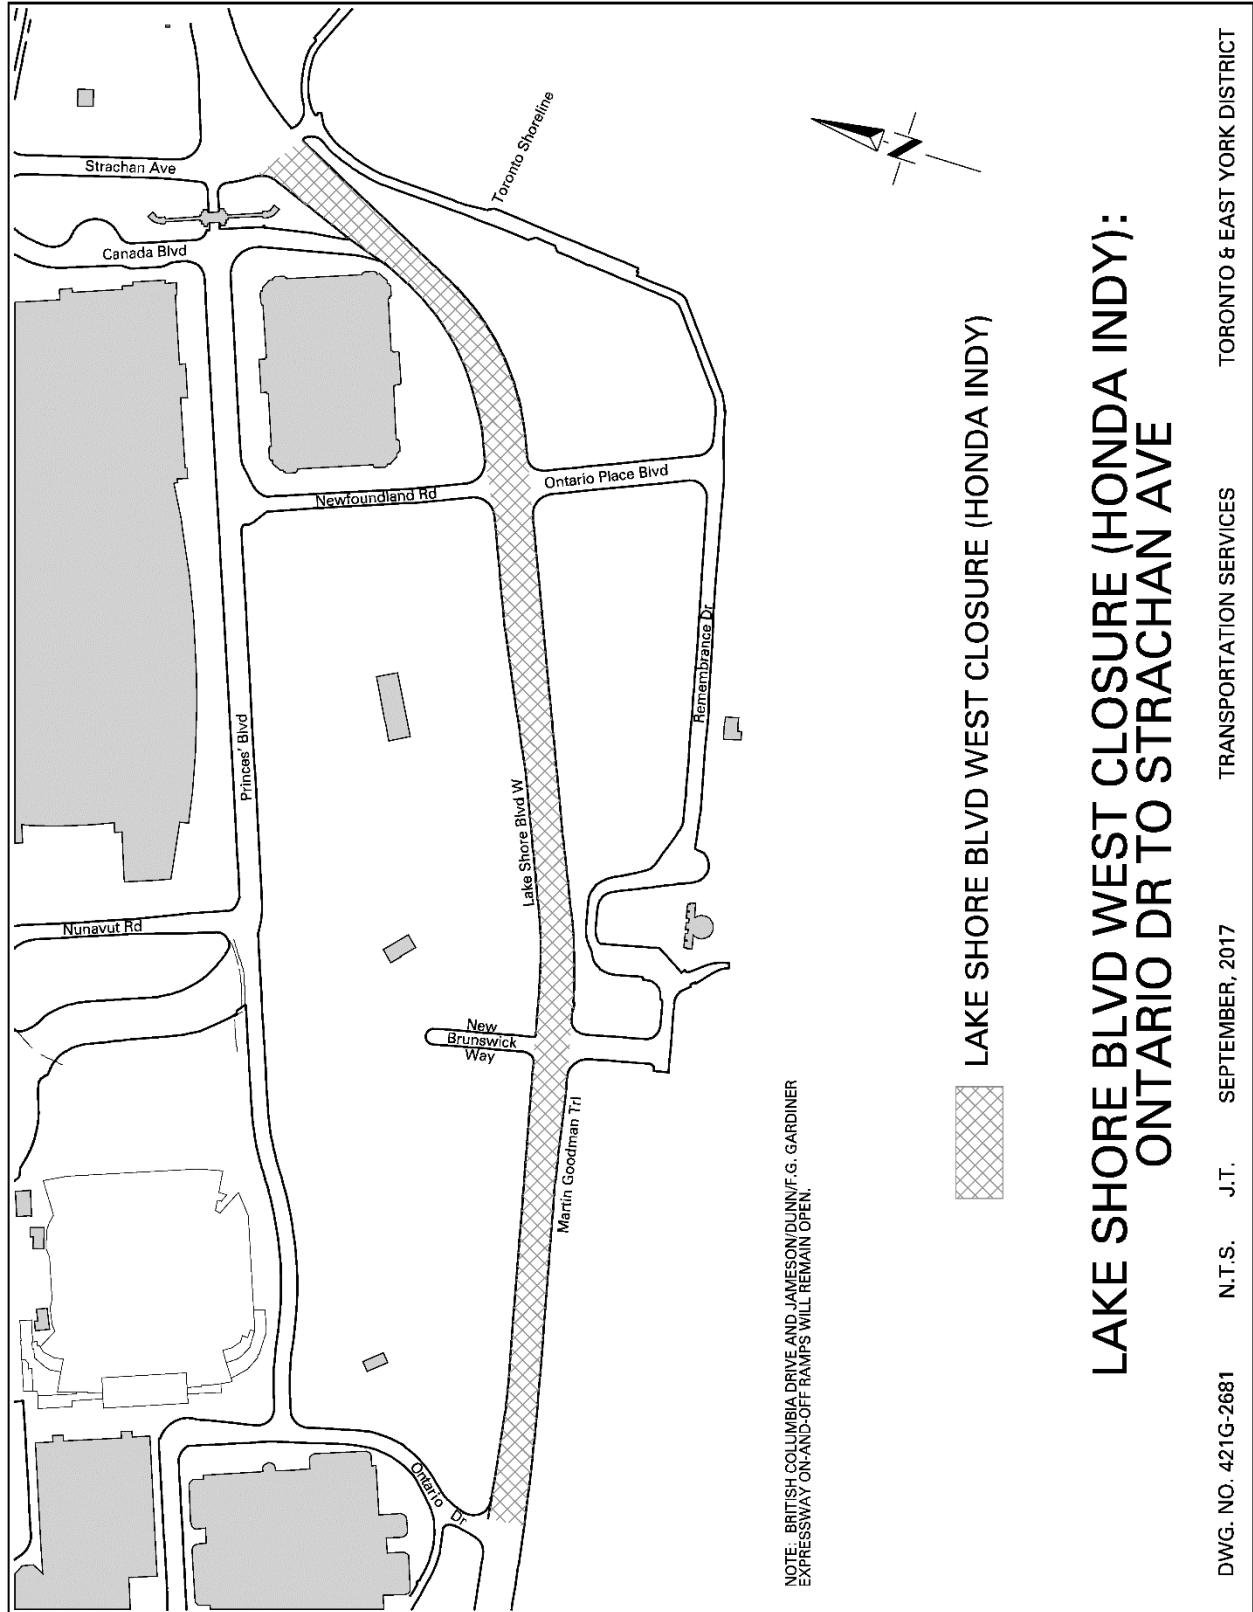 Strachan Ave
Canada Blvd
Toronto Shoreline
Newfoundland Rd
Ontario Place Blvd
Princes' Blvd
Remembrance Dr
Lake Shore Blvd W
Nunavut Rd
New
Brunswick
Way
Martin Goodman Trl
Ontario Dr
N
NOTE: BRITISH COLUMBIA DRIVE AND JAMESON/DUNN/F.G. GARDINER
EXPRESSWAY ON-AND-OFF RAMPS WILL REMAIN OPEN.
LAKE SHORE BLVD WEST CLOSURE (HONDA INDY)
LAKE SHORE BLVD WEST CLOSURE (HONDA INDY):
ONTARIO DR TO STRACHAN AVE
DWG. NO. 421G-2681 N.T.S. J.T. SEPTEMBER, 2017 TRANSPORTATION SERVICES TORONTO & EAST YORK DISTRICT